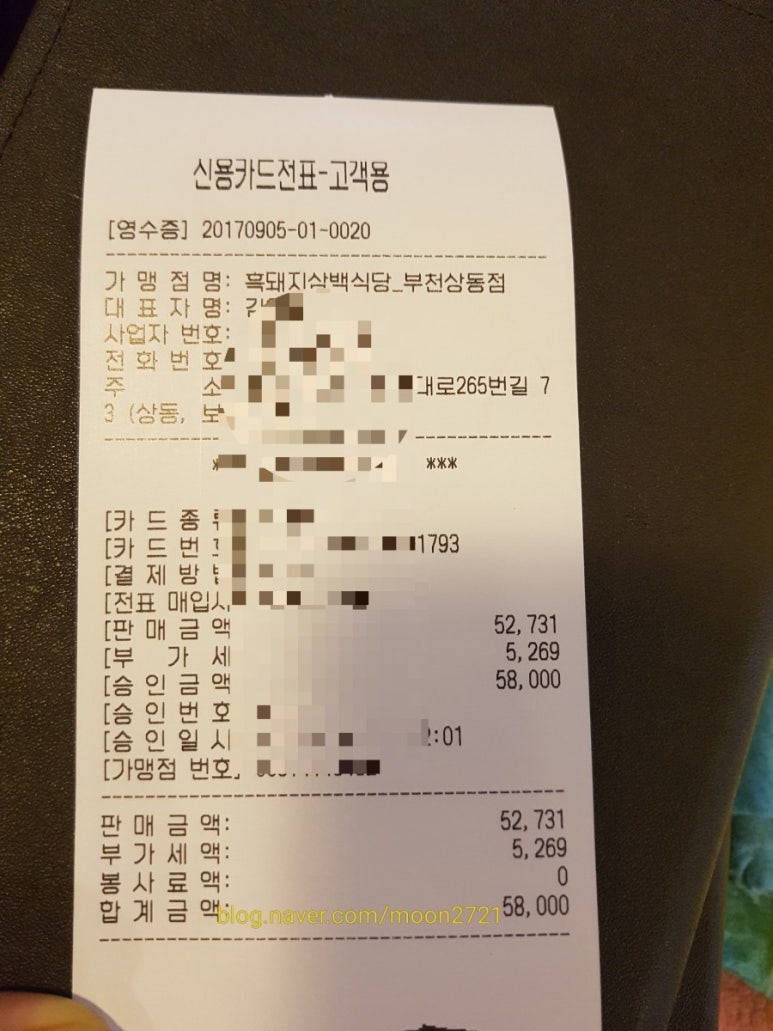 신용카드전표-고객용
[영수증] 20170905-01-0020
가 맹 점 명: 흑돼지삼백식당_부천상동점
대 표 자 명: 김
사업자 번호:
전 화 번 호
주 소 대로265번길 7
3 (상동, 보
***
[카 드 종
[카 드 번 1793
[결 제 방
[전표 매입
[판 매 금 액 52,731
[부 가 세 5,269
[승 인 금 액 58,000
[승 인 번 호
[승 인 일 시 2:01
[가맹점 번호]
판 매 금 액: 52,731
부 가 세 액: 5,269
봉 사 료 액: 0
합 계 금 액: 58,000
blog.naver.com/moon2721